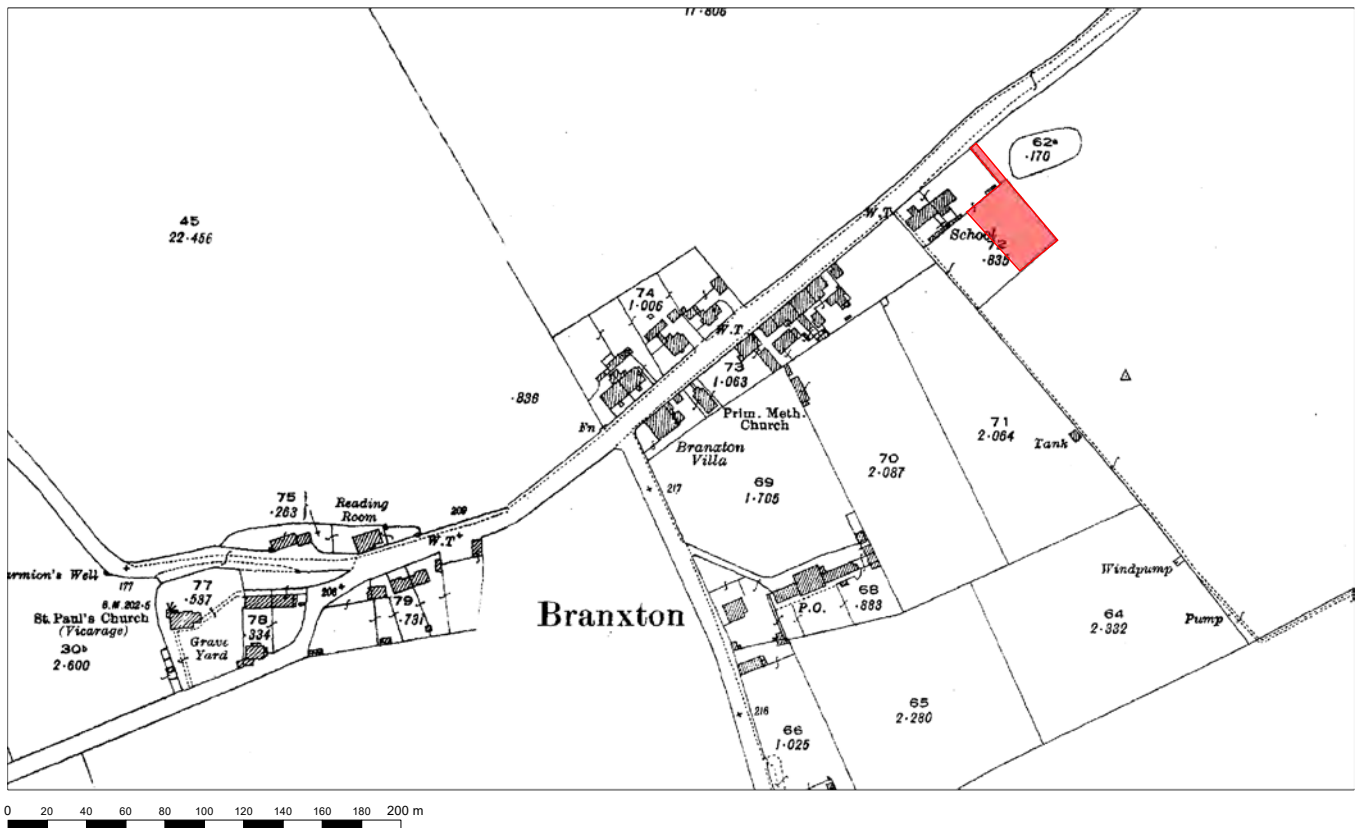 17·806
62a
·170
45
22·456
W.T.
School
72
·835
74
1·006
W.T.
73
1·063
·836
Prim. Meth.
Church
Fn
71
2·064
Tank
Branxton
Villa
70
2·087
69
1·705
217
75
·263
Reading
Room
209
W.T
armion's Well
177
77
·537
206
79
·731
B.M.202·5
St. Paul's Church
(Vicarage)
30b
2·600
Grave
Yard
78
·334
Branxton
P.O.
68
·883
Windpump
64
2·332
Pump
65
2·280
216
66
1·025
0 20 40 60 80 100 120 140 160 180 200 m